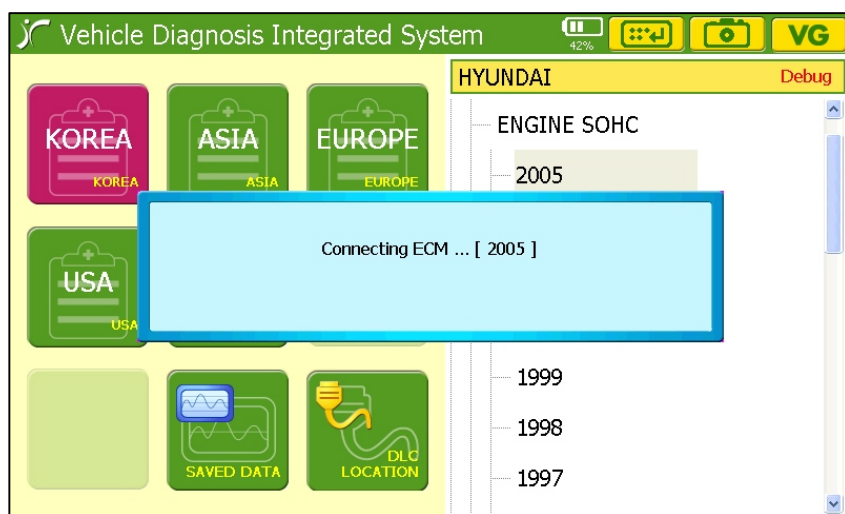 Vehicle Diagnosis Integrated System
42%
VG
HYUNDAI
Debug
KOREA
KOREA
ASIA
ASIA
EUROPE
EUROPE
USA
USA
ENGINE SOHC
2005
Connecting ECM ... [ 2005 ]
1999
1998
1997
SAVED DATA
DLC
LOCATION